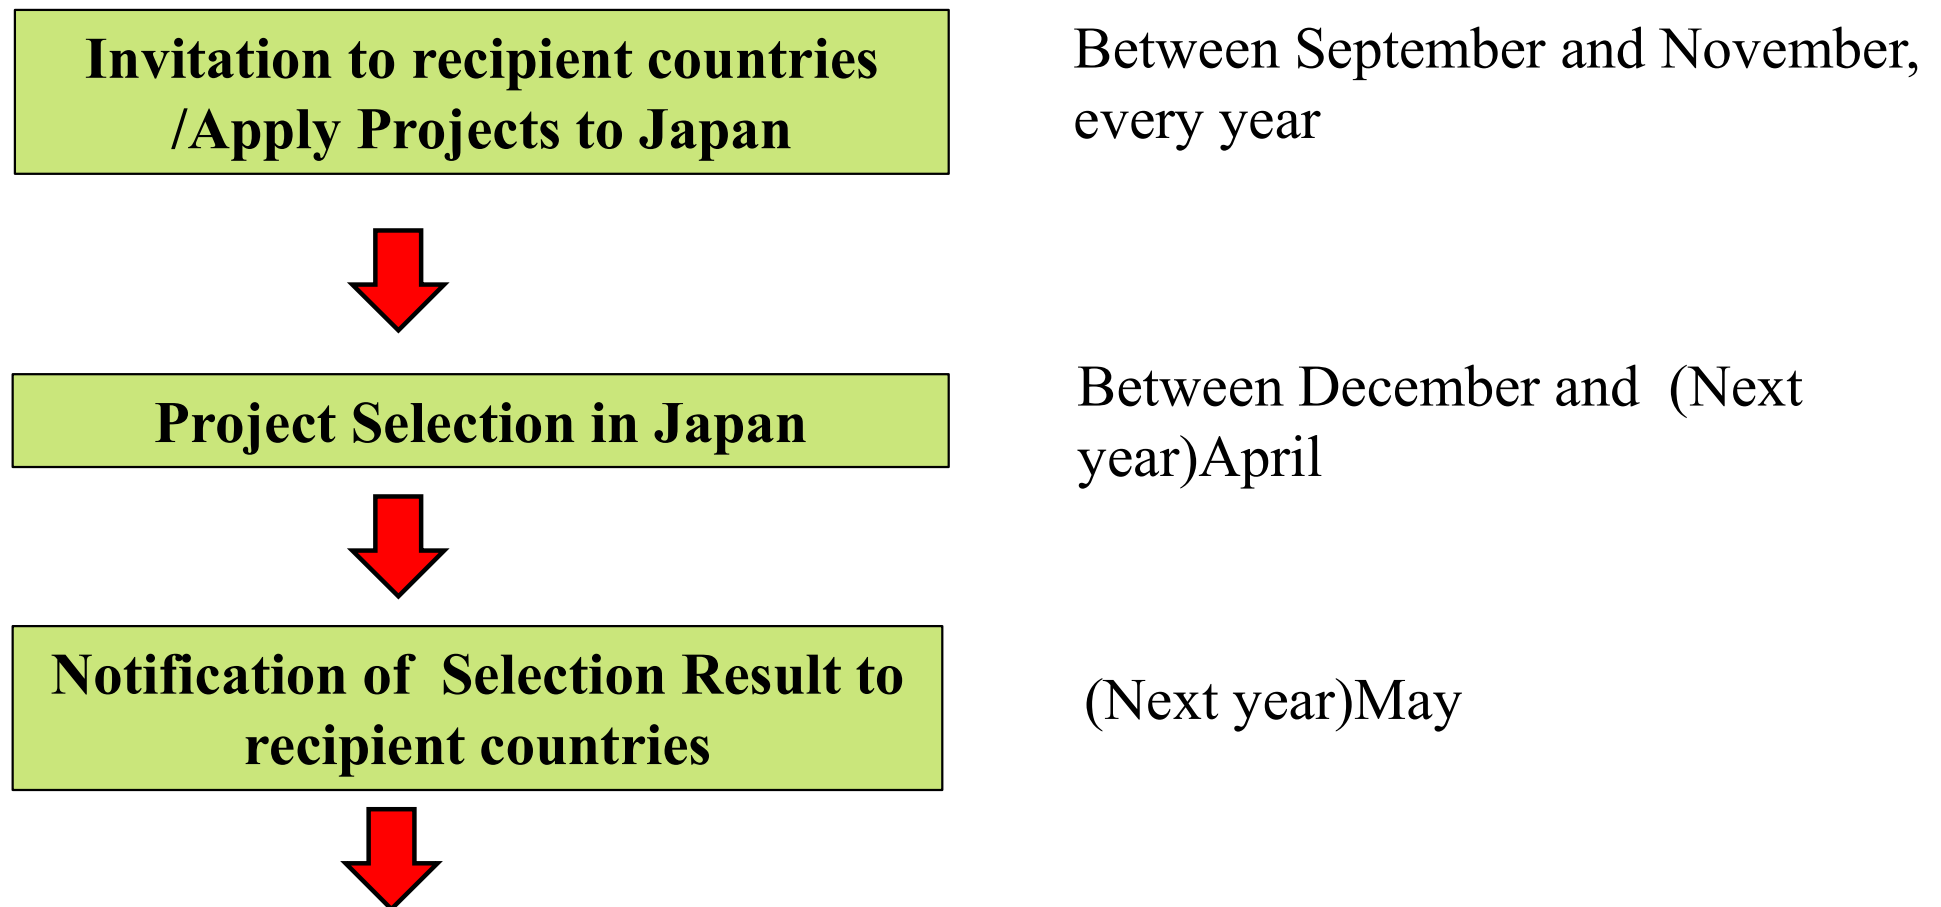 Invitation to recipient countries
/Apply Projects to Japan
Between September and November,
every year
Project Selection in Japan
Between December and  (Next
year)April
Notification of  Selection Result to
recipient countries
(Next year)May